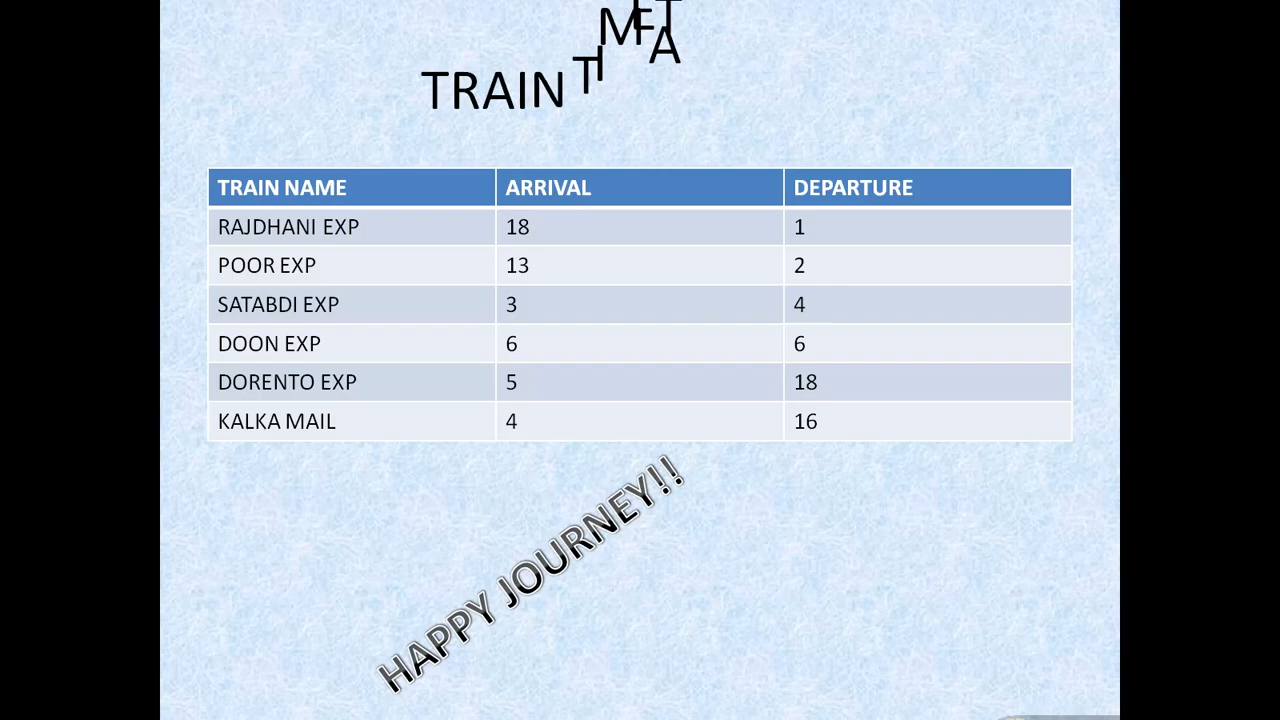 TRAIN TIMETA
TRAIN NAME ARRIVAL DEPARTURE
RAJDHANI EXP 18 1
POOR EXP 13 2
SATABDI EXP 3 4
DOON EXP 6 6
DORENTO EXP 5 18
KALKA MAIL 4 16
HAPPY JOURNEY!!